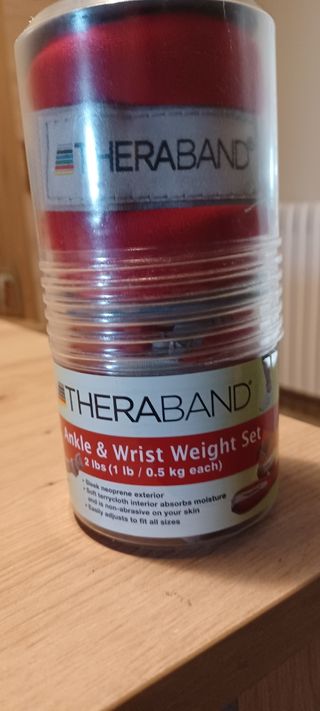 THERABAND®
THERABAND®
Ankle & Wrist Weight Set
2 lbs (1 lb / 0.5 kg each)
• Sleek neoprene exterior
• Soft terrycloth interior absorbs moisture
and is non-abrasive on your skin
• Easily adjusts to fit all sizes